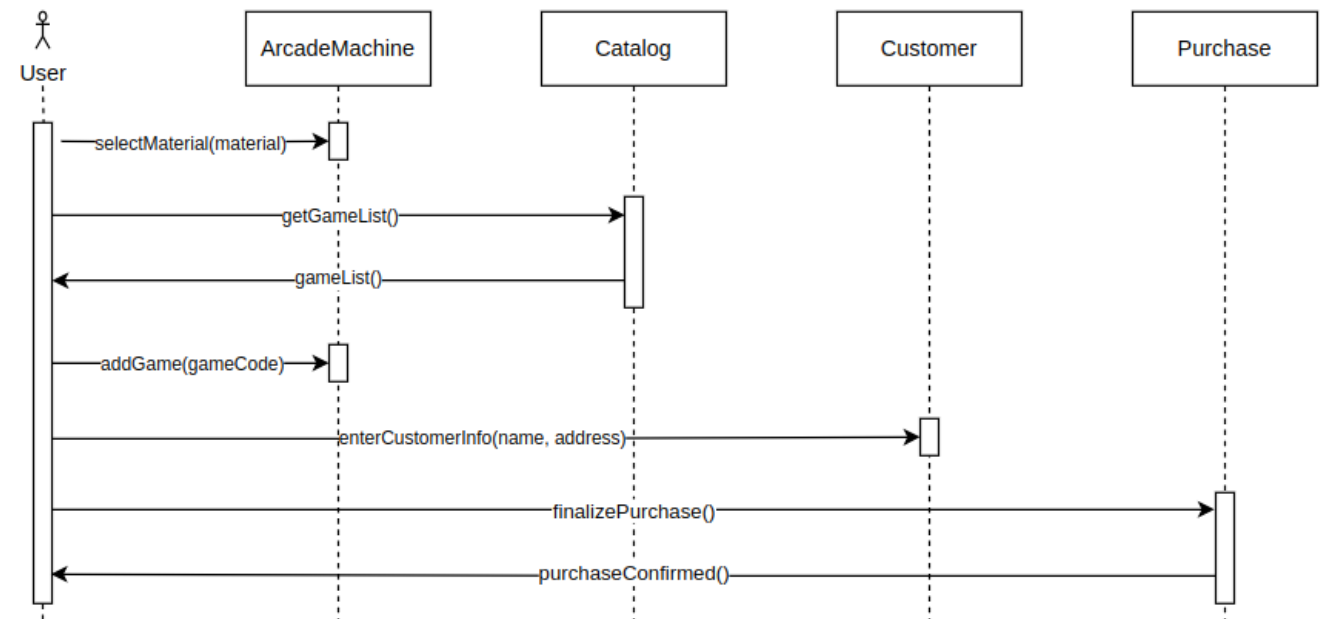 User
ArcadeMachine
Catalog
Customer
Purchase
selectMaterial(material)
getGameList()
gameList()
addGame(gameCode)
enterCustomerInfo(name, address)
finalizePurchase()
purchaseConfirmed()